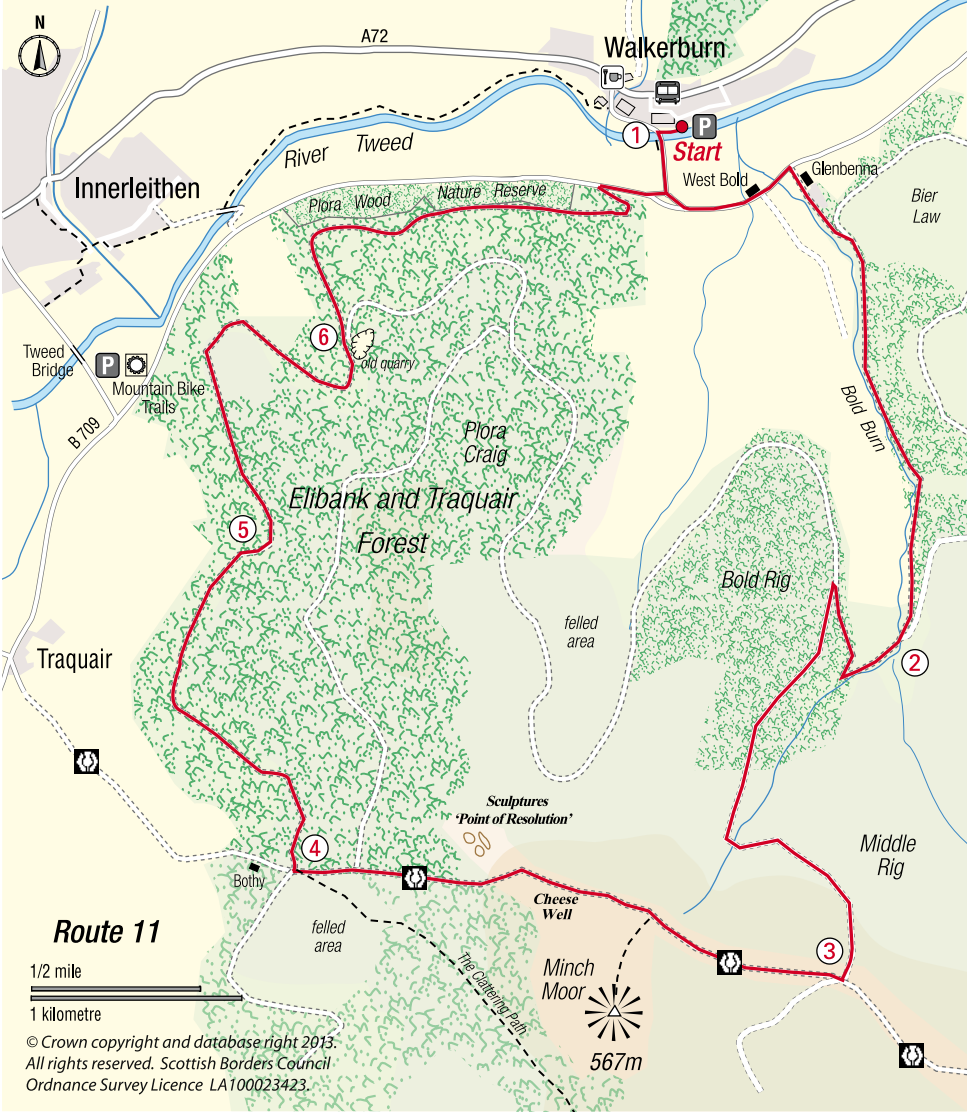 N
A72
Walkerburn
P
1
Start
River Tweed
Innerleithen
West Bold
Glenbenna
Plora Wood
Nature Reserve
Bier
Law
6
old quarry
Tweed
Bridge
P
Mountain Bike
Trails
B 709
Bold Burn
Plora
Craig
Elibank and Traquair
Forest
5
Bold Rig
felled
area
Traquair
2
Sculptures
‘Point of Resolution’
4
Middle
Rig
Bothy
Cheese
Well
felled
area
3
Route 11
The Clattering Path
Minch
Moor
567m
1/2 mile
1 kilometre
© Crown copyright and database right 2013.
All rights reserved. Scottish Borders Council
Ordnance Survey Licence LA100023423.